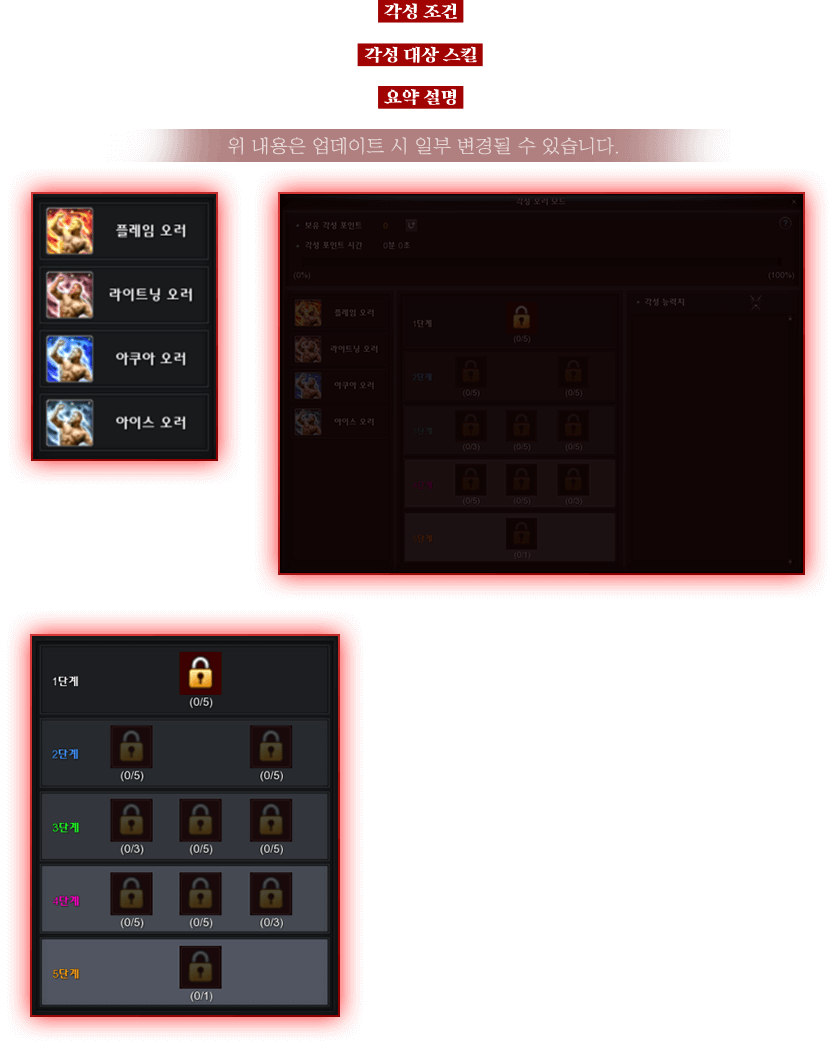 각성 조건
각성 대상 스킬
요약 설명
위 내용은 업데이트 시 일부 변경될 수 있습니다.
플레임 오러
라이트닝 오러
아쿠아 오러
아이스 오러
각성 오러 모드
보유 각성 포인트 0
?
각성 포인트 시간 0분 0초
(0%) (100%)
플레임 오러
라이트닝 오러
아쿠아 오러
아이스 오러
1단계
(0/5)
2단계
(0/5) (0/5)
3단계
(0/3) (0/5) (0/5)
4단계
(0/5) (0/5) (0/3)
5단계
(0/1)
각성 능력치
1단계
(0/5)
2단계
(0/5) (0/5)
3단계
(0/3) (0/5) (0/5)
4단계
(0/5) (0/5) (0/3)
5단계
(0/1)